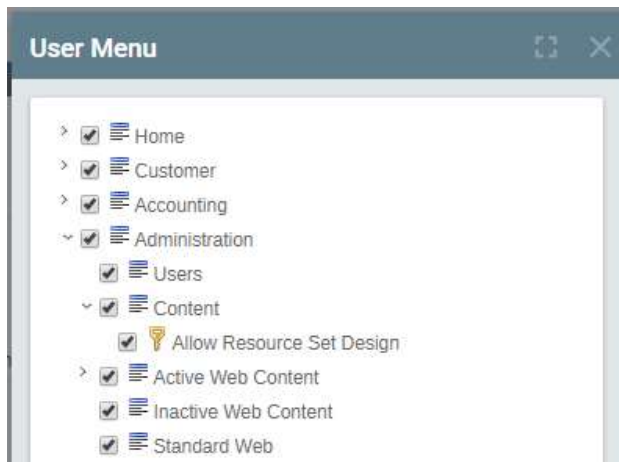 User Menu
Home
Customer
Accounting
Administration
Users
Content
Allow Resource Set Design
Active Web Content
Inactive Web Content
Standard Web